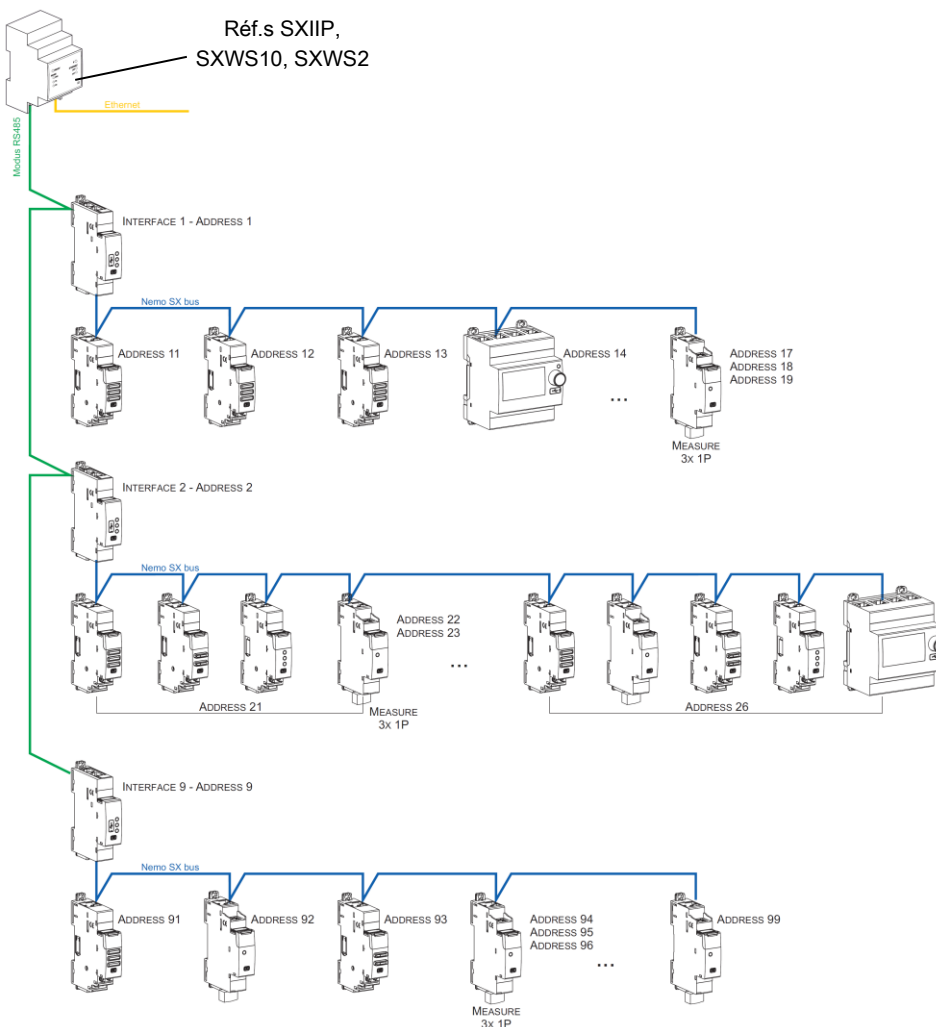 Réf.s SXIIP,
SXWS10, SXWS2
Ethernet
Modus RS485
INTERFACE 1 - ADDRESS 1
Nemo SX bus
ADDRESS 11
ADDRESS 12
ADDRESS 13
ADDRESS 14
...
ADDRESS 17
ADDRESS 18
ADDRESS 19
MEASURE
3X 1P
INTERFACE 2 - ADDRESS 2
Nemo SX bus
ADDRESS 22
ADDRESS 23
...
ADDRESS 21
MEASURE
3X 1P
ADDRESS 26
INTERFACE 9 - ADDRESS 9
Nemo SX bus
ADDRESS 91
ADDRESS 92
ADDRESS 93
ADDRESS 94
ADDRESS 95
ADDRESS 96
...
ADDRESS 99
MEASURE
3X 1P